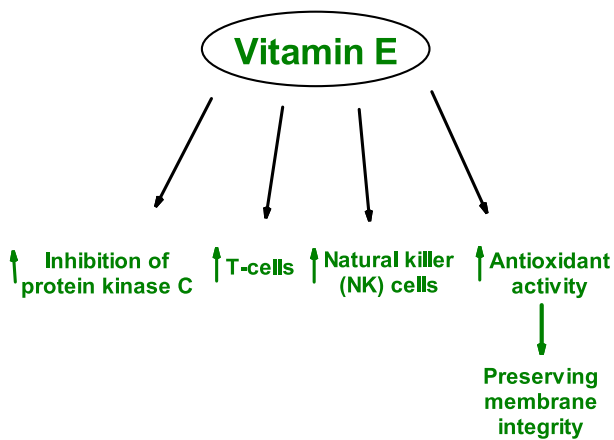 Vitamin E
Inhibition of
protein kinase C
T-cells
Natural killer
(NK) cells
Antioxidant
activity
Preserving
membrane
integrity